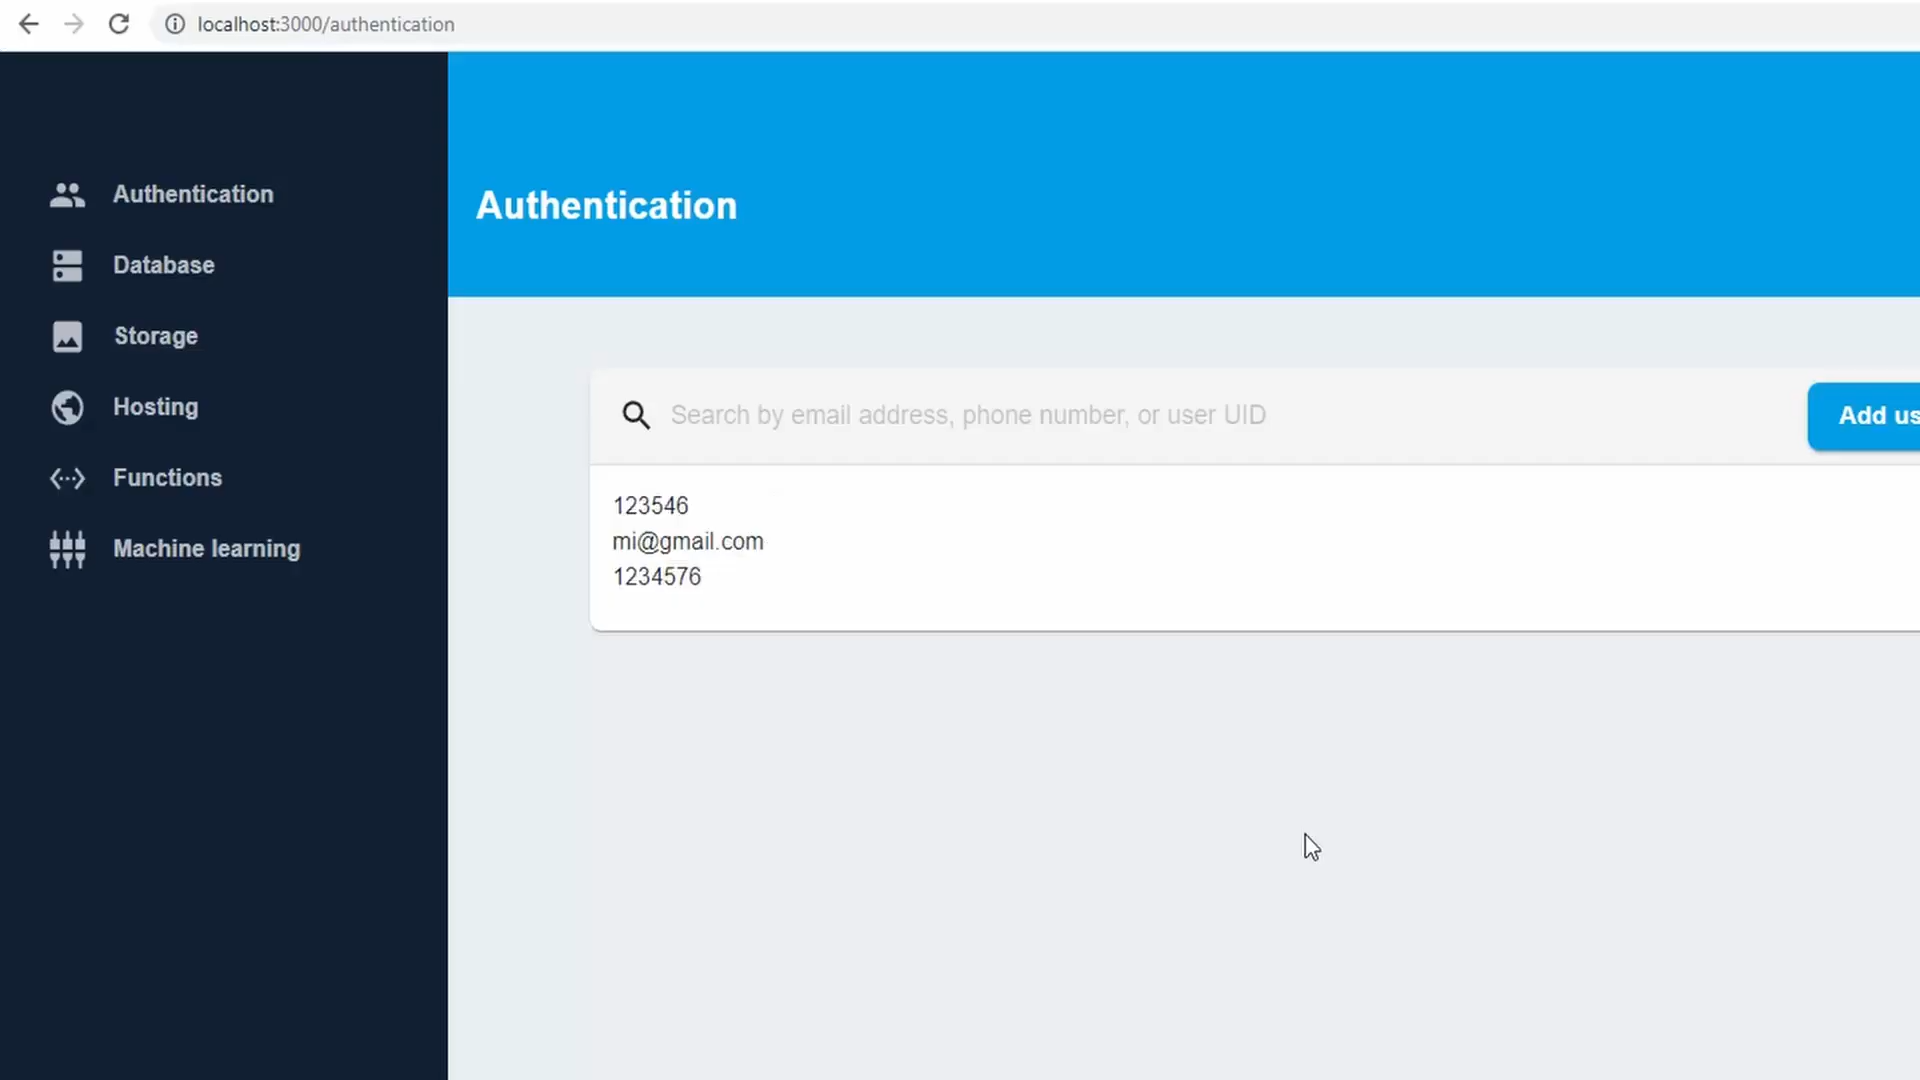 localhost:3000/authentication
Authentication
Database
Storage
Hosting
Functions
Machine learning
Authentication
Search by email address, phone number, or user UID
Add us
123546
mi@gmail.com
1234576